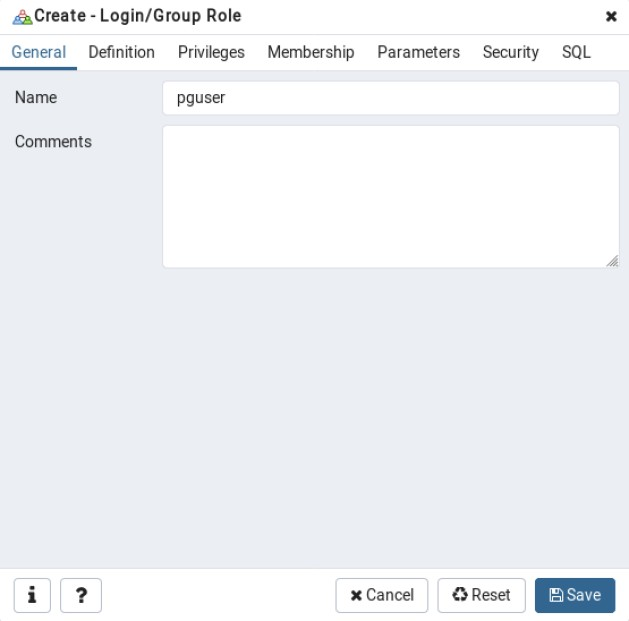 Create - Login/Group Role
General Definition Privileges Membership Parameters Security SQL
Name pguser
Comments
i ? Cancel Reset Save